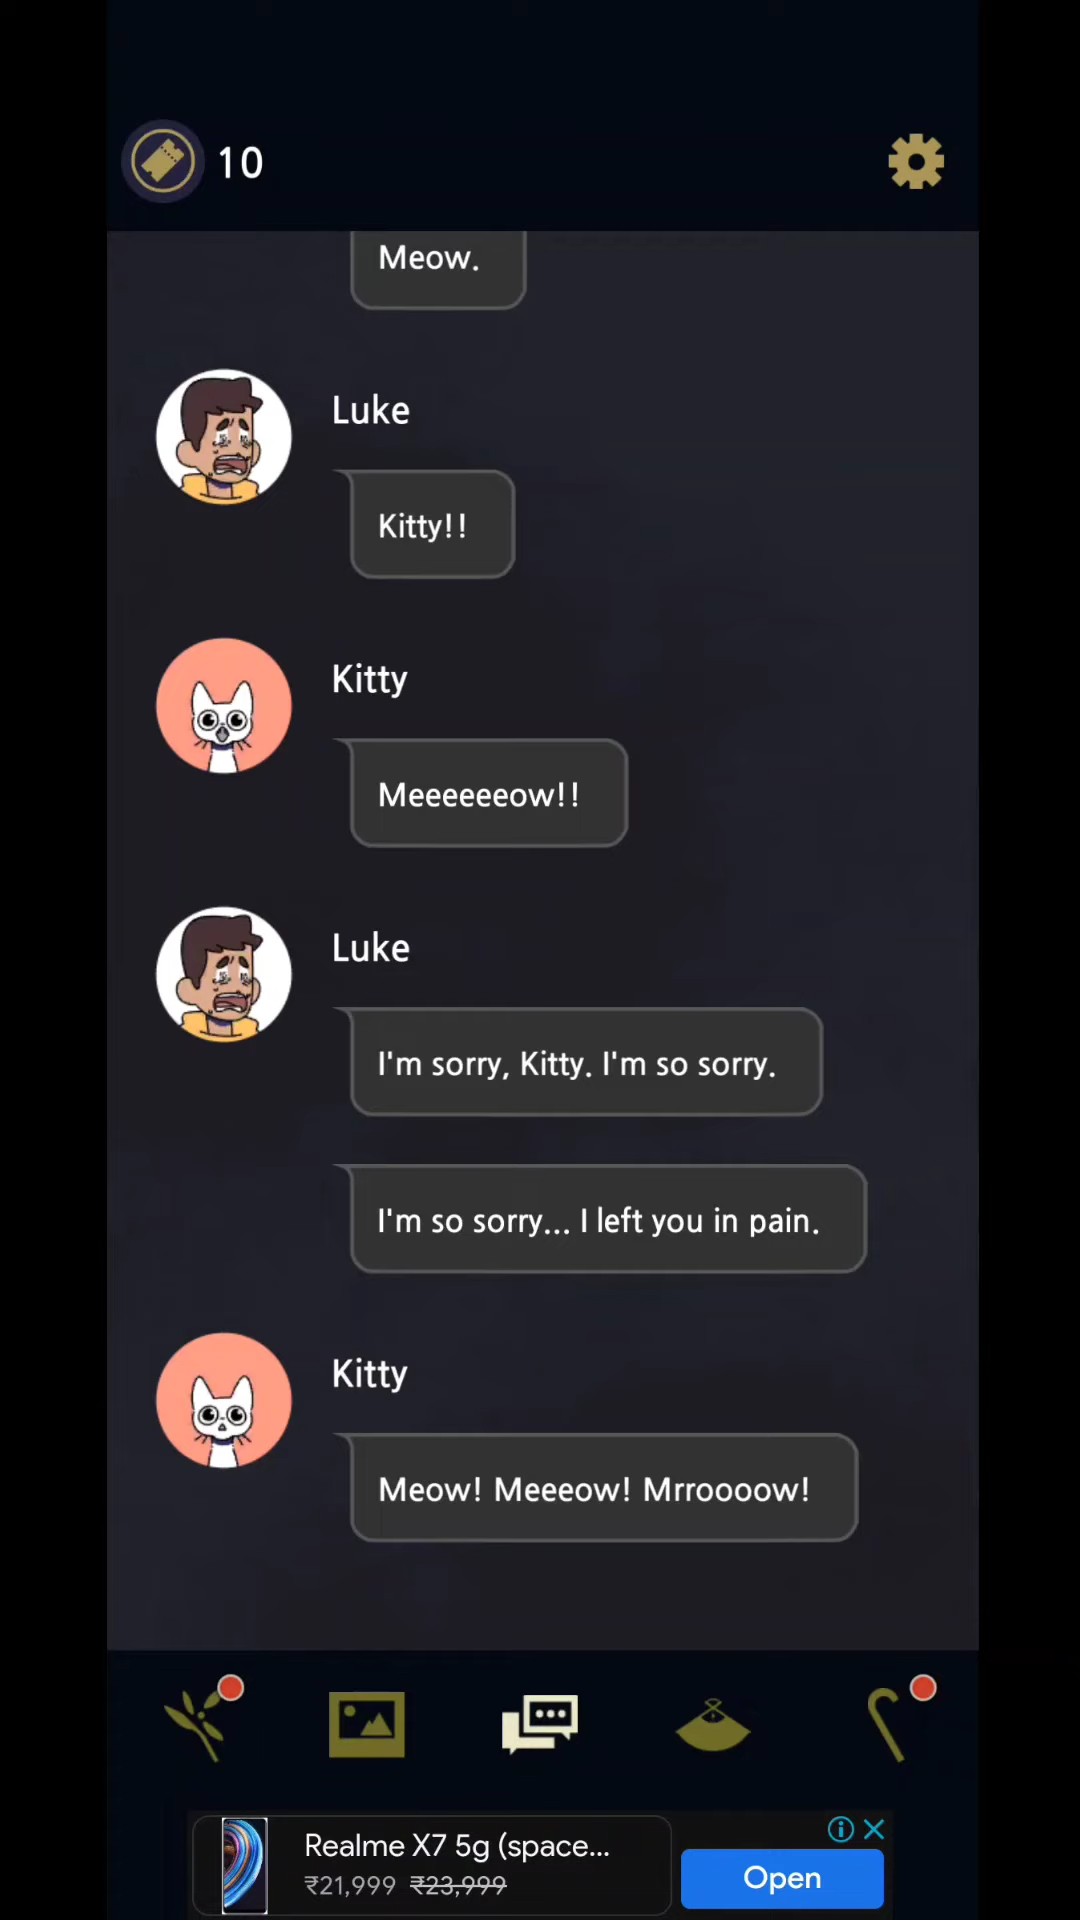 10
Meow.
Luke
Kitty!!
Kitty
Meeeeeeow!!
Luke
I'm sorry, Kitty. I'm so sorry.
I'm so sorry... I left you in pain.
Kitty
Meow! Meeeow! Mrroooow!
Realme X7 5g (space...
₹21,999 ₹23,999
Open